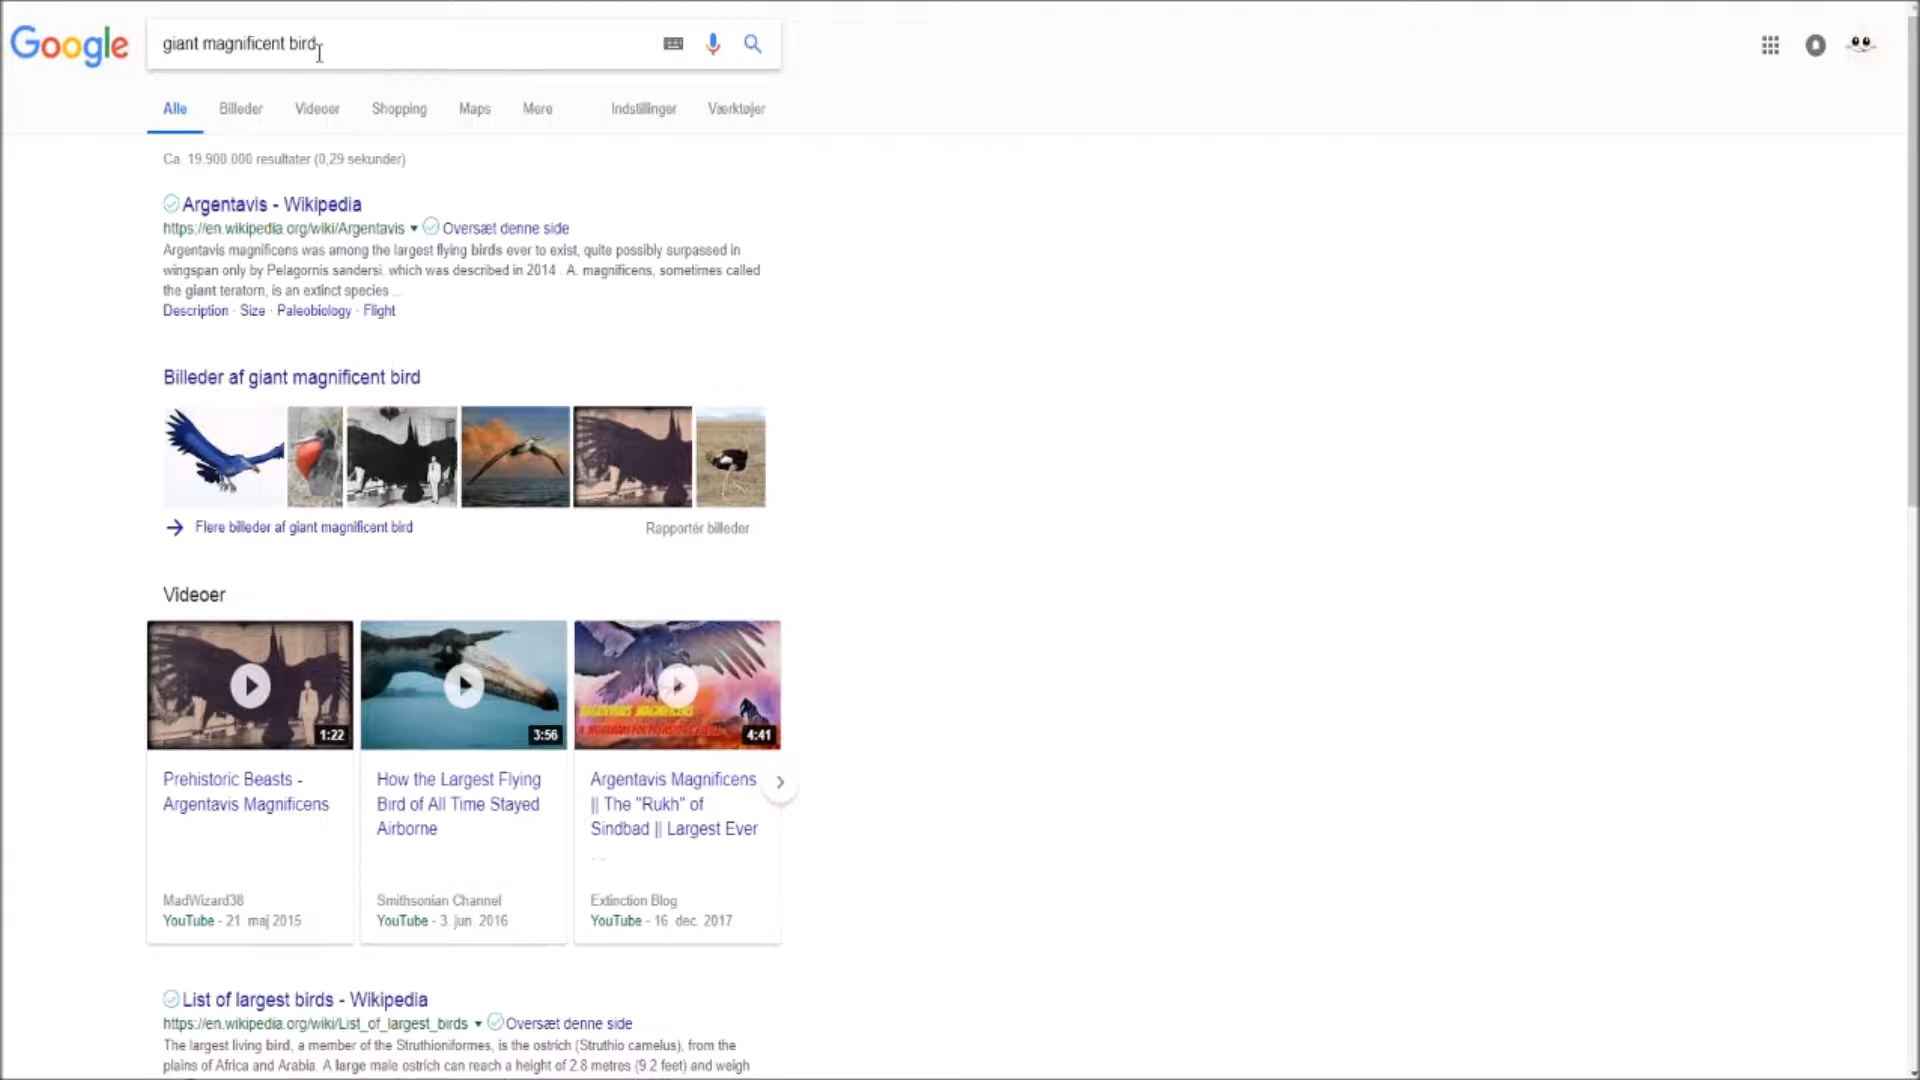 Google
giant magnificent bird
Alle Billeder Videoer Shopping Maps Mere Indstillinger Værktøjer
Ca. 19.900.000 resultater (0,29 sekunder)
Argentavis - Wikipedia
https://en.wikipedia.org/wiki/Argentavis Oversæt denne side
Argentavis magnificens was among the largest flying birds ever to exist, quite possibly surpassed in
wingspan only by Pelagornis sandersi, which was described in 2014 . A. magnificens, sometimes called
the giant teratorn, is an extinct species ...
Description · Size · Paleobiology · Flight
Billeder af giant magnificent bird
Flere billeder af giant magnificent bird
Rapportér billeder
Videoer
1:22
3:56
ARGENTAVIS MAGNIFICENS
4:41
Prehistoric Beasts -
Argentavis Magnificens
MadWizard38
YouTube - 21. maj 2015
How the Largest Flying
Bird of All Time Stayed
Airborne
Smithsonian Channel
YouTube - 3. jun. 2016
Argentavis Magnificens
|| The "Rukh" of
Sindbad || Largest Ever
...
Extinction Blog
YouTube - 16. dec. 2017
List of largest birds - Wikipedia
https://en.wikipedia.org/wiki/List_of_largest_birds Oversæt denne side
The largest living bird, a member of the Struthioniformes, is the ostrich (Struthio camelus), from the
plains of Africa and Arabia. A large male ostrich can reach a height of 2.8 metres (9.2 feet) and weigh